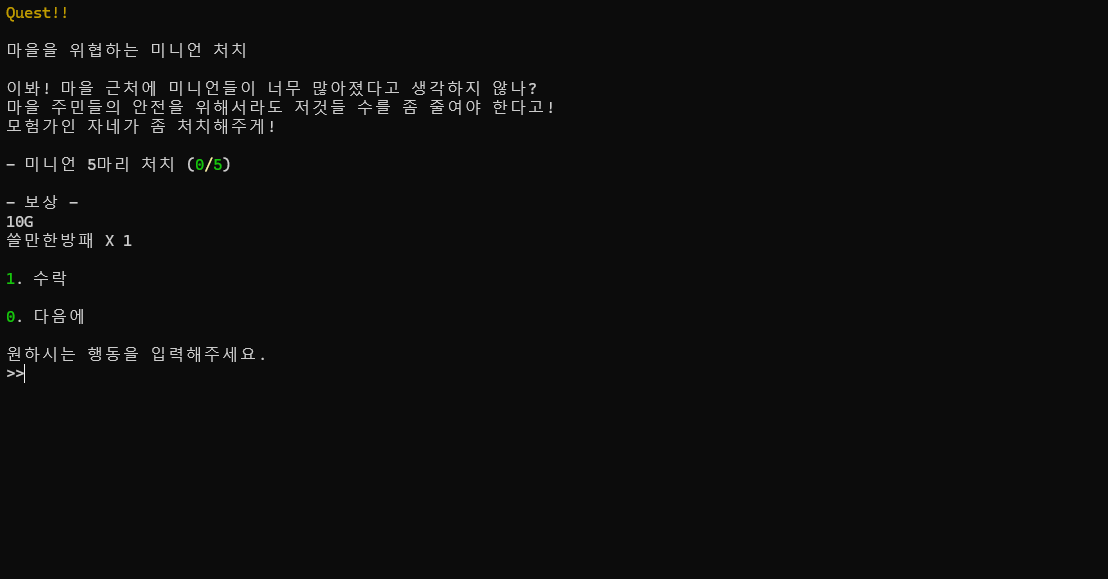 Quest!!
마을을 위협하는 미니언 처치
이봐! 마을 근처에 미니언들이 너무 많아졌다고 생각하지 않나?
마을 주민들의 안전을 위해서라도 저것들 수를 좀 줄여야 한다고!
모험가인 자네가 좀 처치해주게!
- 미니언 5마리 처치 (0/5)
- 보상 -
10G
쓸만한방패 X 1
1. 수락
0. 다음에
원하시는 행동을 입력해주세요.
>>